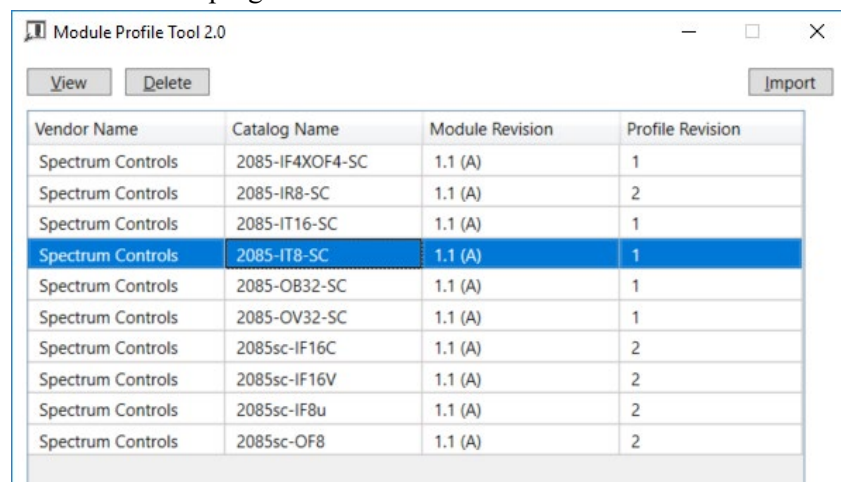 Module Profile Tool 2.0
View Delete Import
Vendor Name Catalog Name Module Revision Profile Revision
Spectrum Controls 2085-IF4XOF4-SC 1.1 (A) 1
Spectrum Controls 2085-IR8-SC 1.1 (A) 2
Spectrum Controls 2085-IT16-SC 1.1 (A) 1
Spectrum Controls 2085-IT8-SC 1.1 (A) 1
Spectrum Controls 2085-OB32-SC 1.1 (A) 1
Spectrum Controls 2085-OV32-SC 1.1 (A) 1
Spectrum Controls 2085sc-IF16C 1.1 (A) 2
Spectrum Controls 2085sc-IF16V 1.1 (A) 2
Spectrum Controls 2085sc-IF8u 1.1 (A) 2
Spectrum Controls 2085sc-OF8 1.1 (A) 2